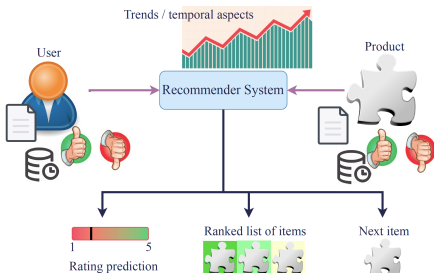 Trends / temporal aspects
User
Product
Recommender System
1
5
Rating prediction
Ranked list of items
Next item